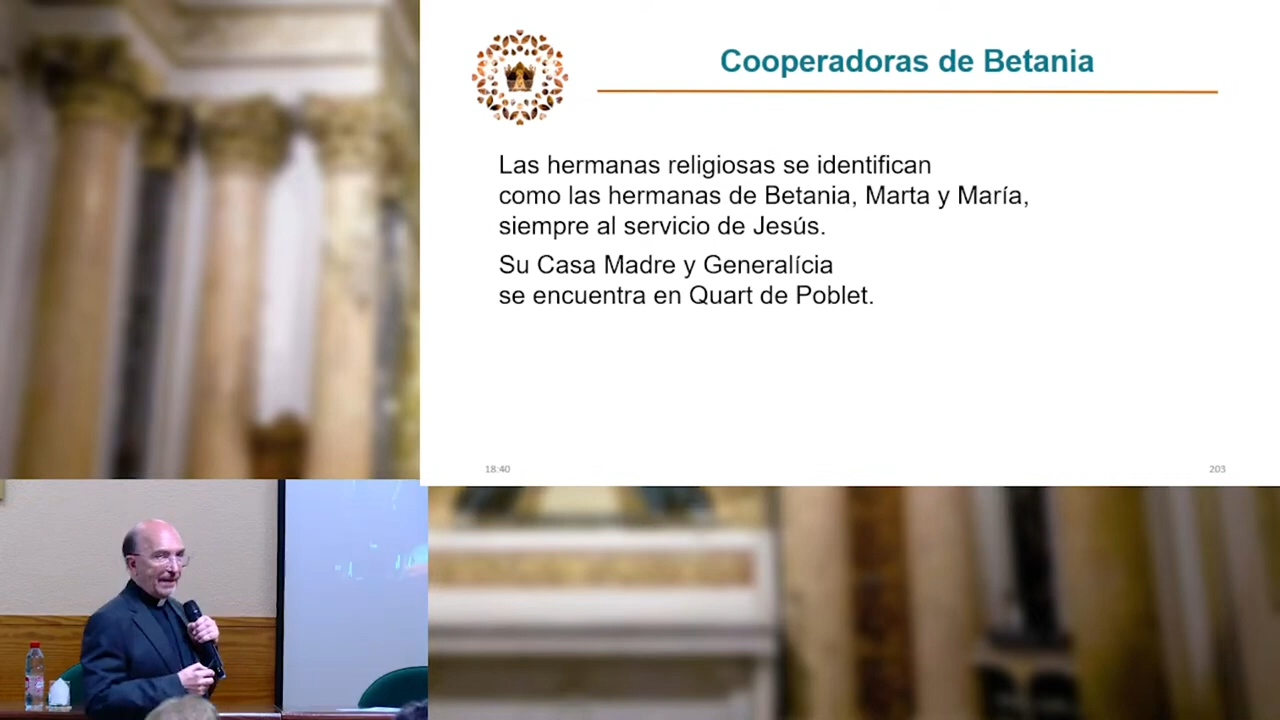 Cooperadoras de Betania
Las hermanas religiosas se identifican
como las hermanas de Betania, Marta y María,
siempre al servicio de Jesús.
Su Casa Madre y Generalícia
se encuentra en Quart de Poblet.
18:40
203